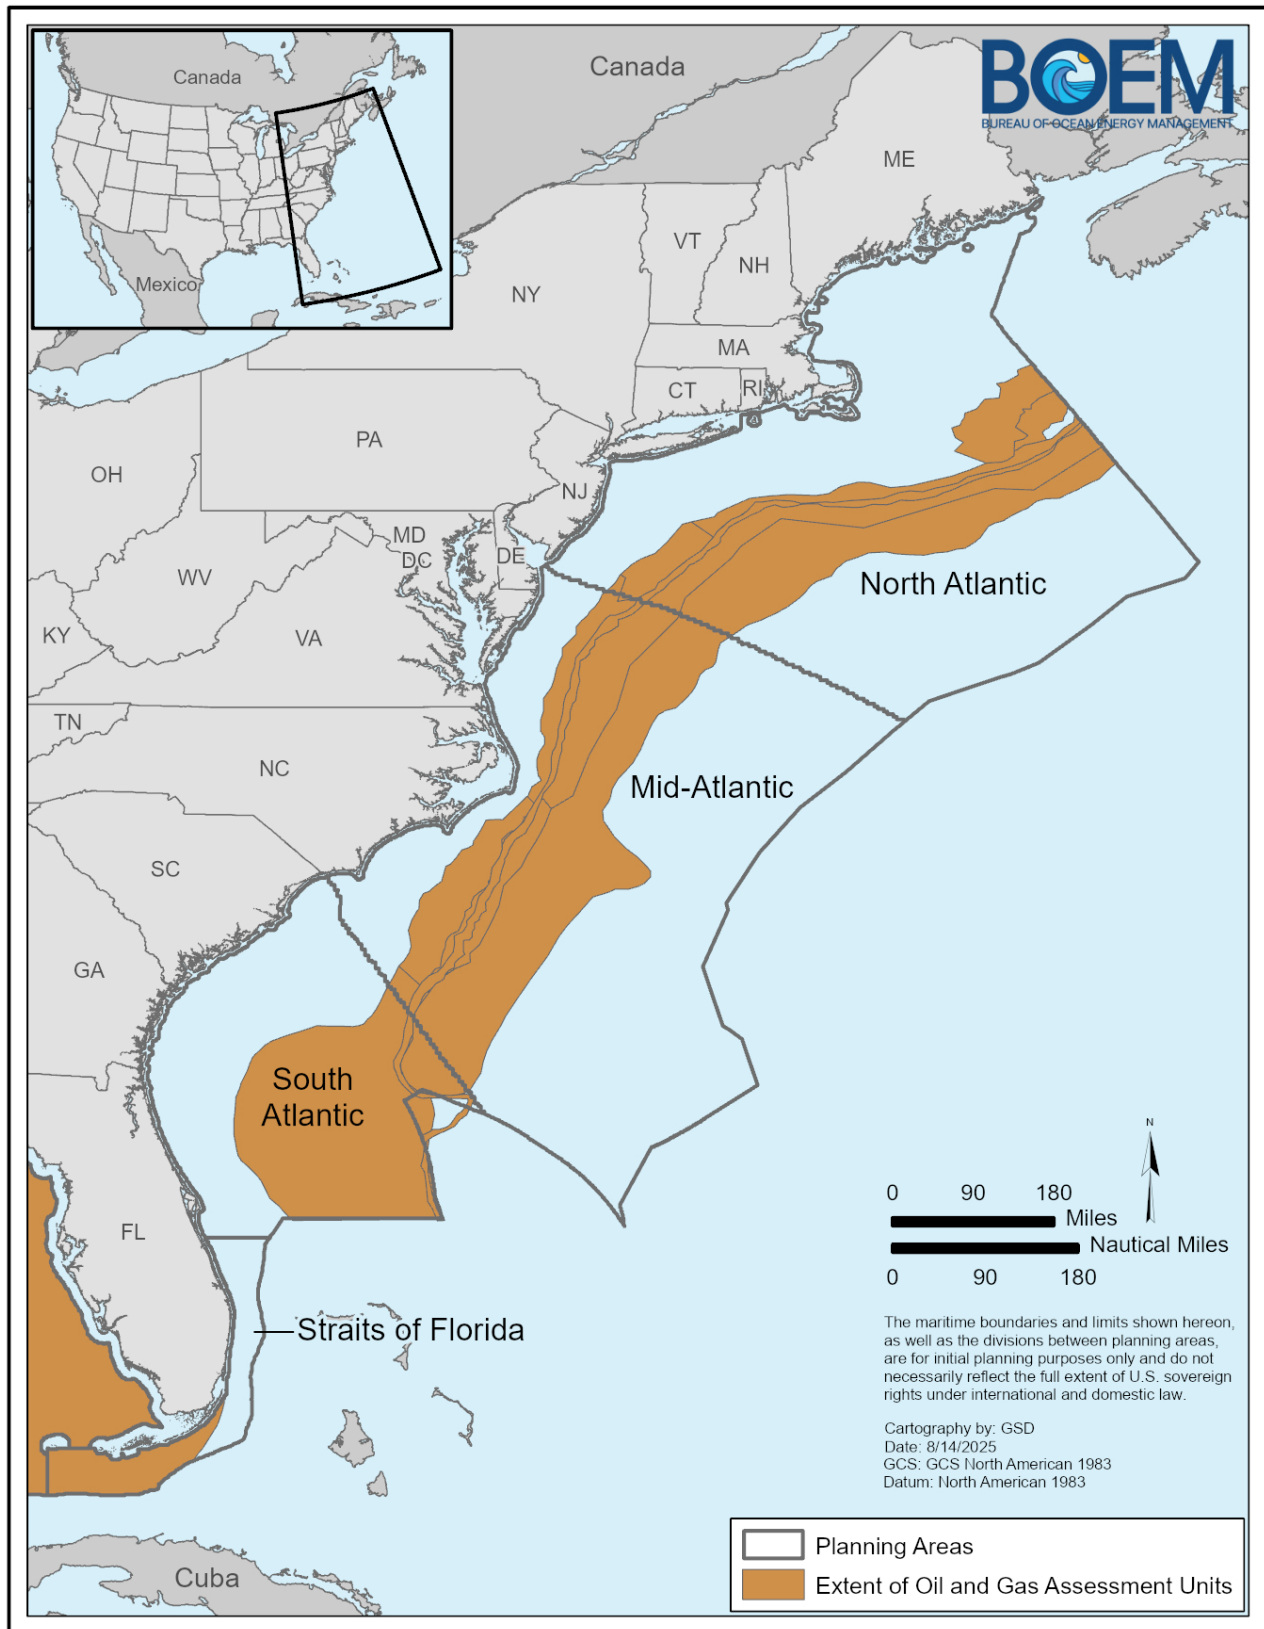 Canada
Mexico
Canada
BOEM
BUREAU OF OCEAN ENERGY MANAGEMENT
ME
VT
NH
NY
MA
CT
RI
PA
OH
NJ
MD
DC
DE
WV
KY
VA
TN
NC
SC
GA
FL
North Atlantic
Mid-Atlantic
South
Atlantic
Straits of Florida
Cuba
N
0 90 180
Miles
Nautical Miles
0 90 180
The maritime boundaries and limits shown hereon,
as well as the divisions between planning areas,
are for initial planning purposes only and do not
necessarily reflect the full extent of U.S. sovereign
rights under international and domestic law.
Cartography by: GSD
Date: 8/14/2025
GCS: GCS North American 1983
Datum: North American 1983
Planning Areas
Extent of Oil and Gas Assessment Units